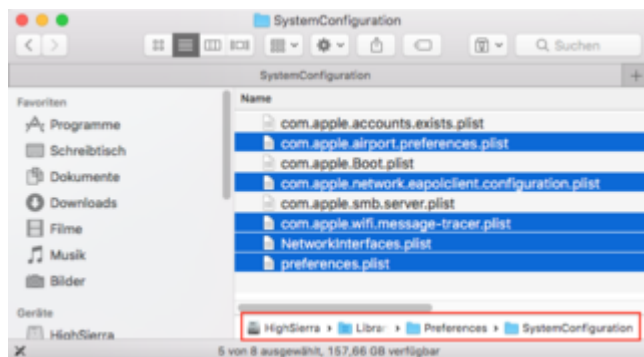 SystemConfiguration
Suchen
SystemConfiguration
Favoriten
Programme
Schreibtisch
Dokumente
Downloads
Filme
Musik
Bilder
Geräte
HighSierra
Name
com.apple.accounts.exists.plist
com.apple.airport.preferences.plist
com.apple.Boot.plist
com.apple.network.eapolclient.configuration.plist
com.apple.smb.server.plist
com.apple.wifi.message-tracer.plist
NetworkInterfaces.plist
preferences.plist
HighSierra Librar Preferences SystemConfiguration
5 von 8 ausgewählt, 157,66 GB verfügbar